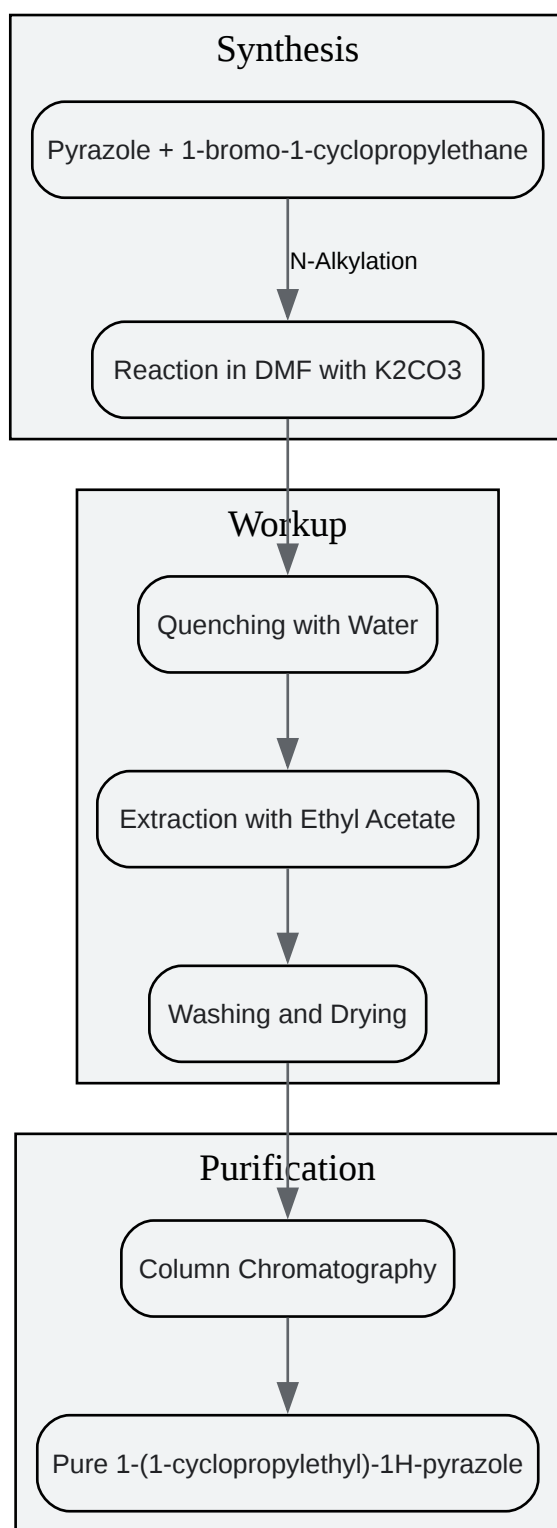 Synthesis
Pyrazole + 1-bromo-1-cyclopropylethane
N-Alkylation
Reaction in DMF with K2CO3
Workup
Quenching with Water
Extraction with Ethyl Acetate
Washing and Drying
Purification
Column Chromatography
Pure 1-(1-cyclopropylethyl)-1H-pyrazole